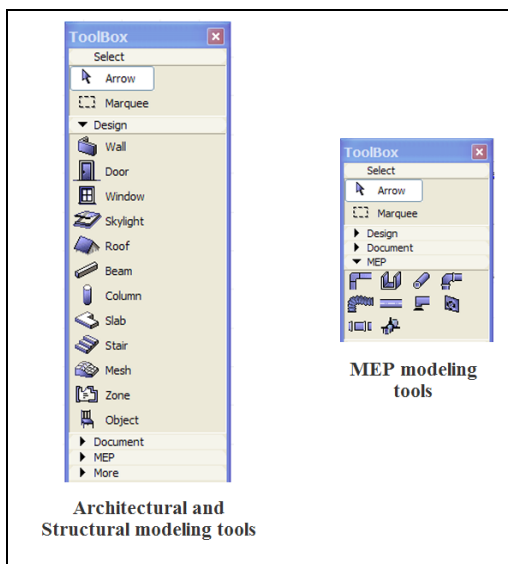 ToolBox
Select
Arrow
Marquee
Design
Wall
Door
Window
Skylight
Roof
Beam
Column
Slab
Stair
Mesh
Zone
Object
Document
MEP
More
Architectural and
Structural modeling tools
ToolBox
Select
Arrow
Marquee
Design
Document
MEP
MEP modeling
tools